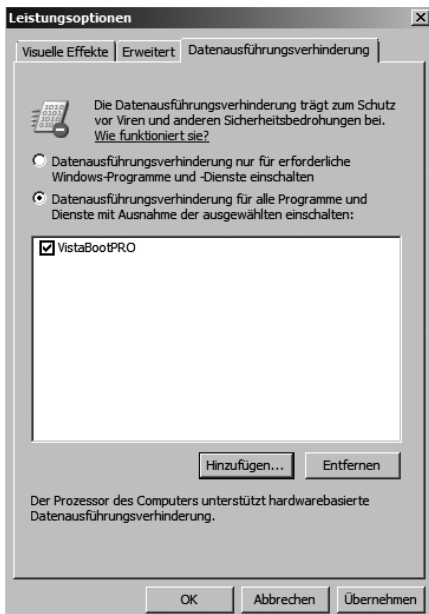 Leistungsoptionen
Visuelle Effekte Erweitert Datenausführungsverhinderung
Die Datenausführungsverhinderung trägt zum Schutz
vor Viren und anderen Sicherheitsbedrohungen bei.
Wie funktioniert sie?
Datenausführungsverhinderung nur für erforderliche
Windows-Programme und -Dienste einschalten
Datenausführungsverhinderung für alle Programme und
Dienste mit Ausnahme der ausgewählten einschalten:
VistaBootPRO
Hinzufügen... Entfernen
Der Prozessor des Computers unterstützt hardwarebasierte
Datenausführungsverhinderung.
OK Abbrechen Übernehmen